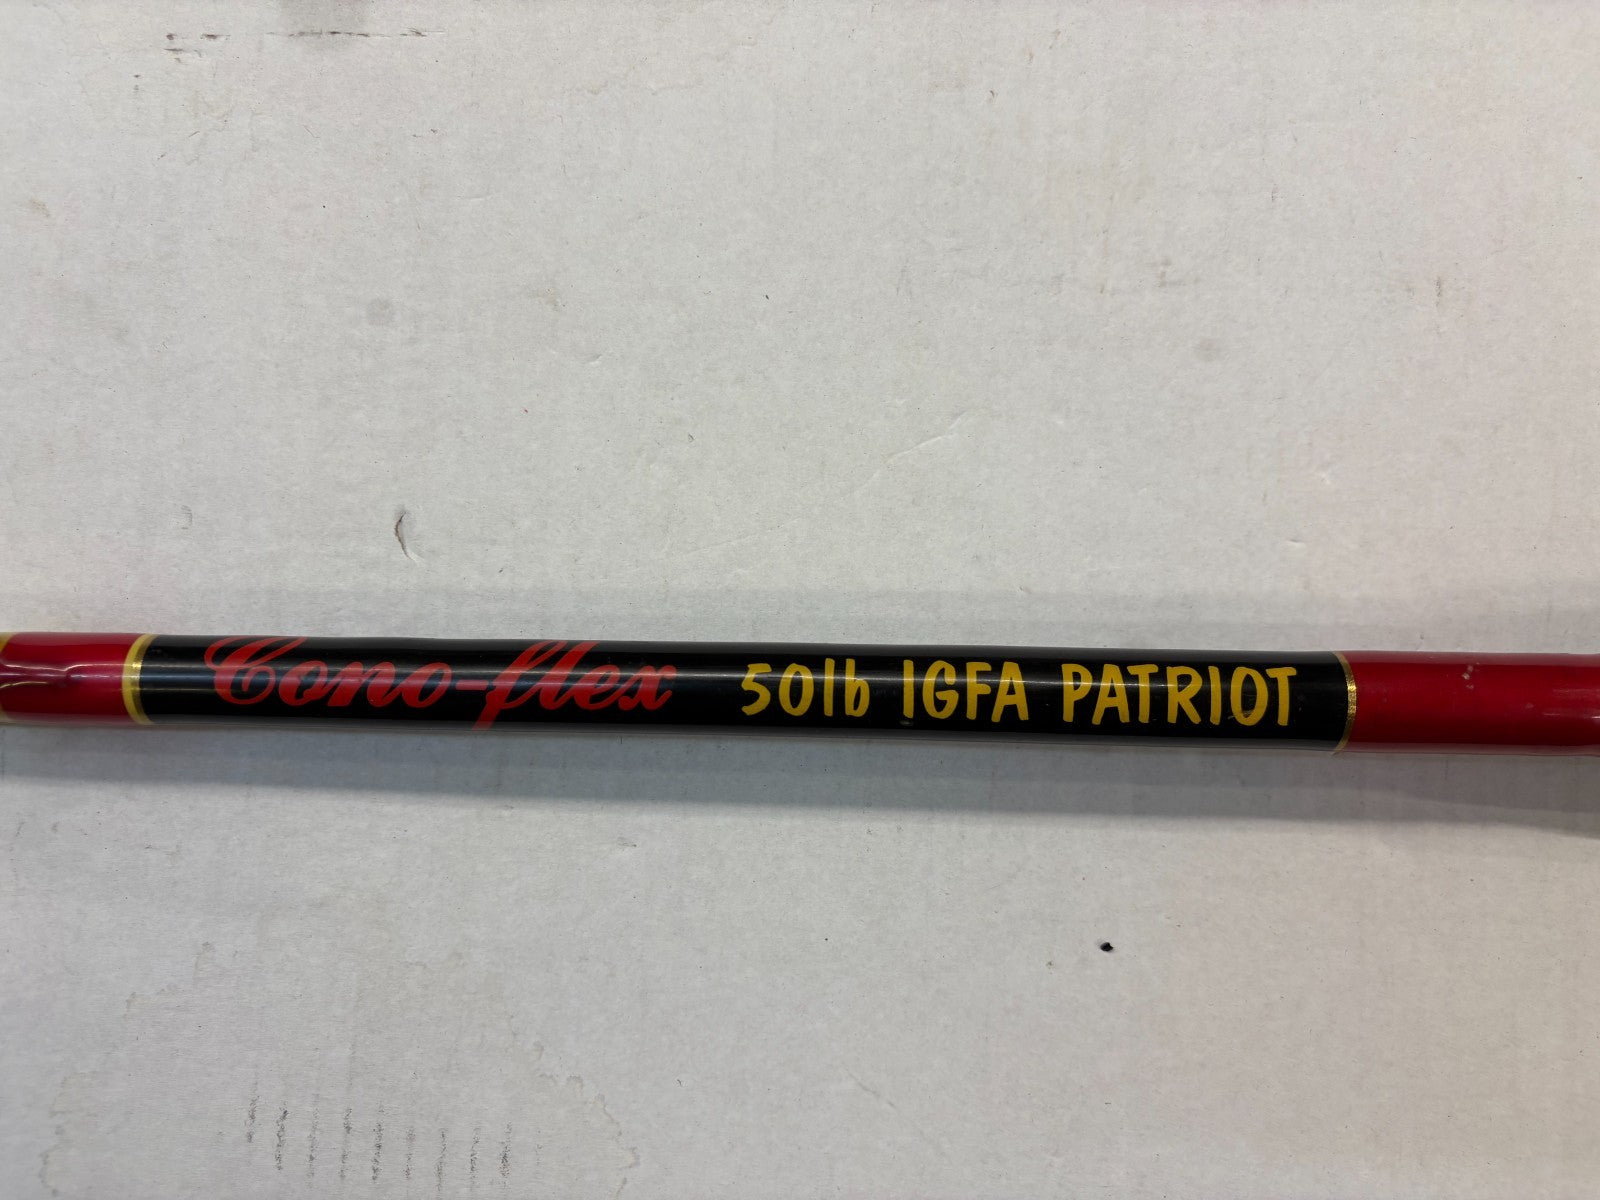 Cono-flex 50lb IGFA PATRIOT